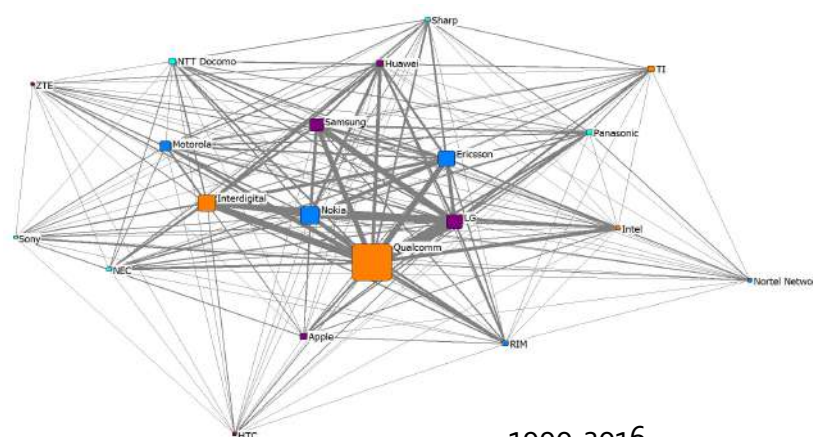 Sharp
NTT Docomo
Huawei
TI
ZTE
Samsung
Panasonic
Motorola
Ericsson
Interdigital
Nokia
LG
Intel
Sony
Qualcomm
NEC
Nortel Netwo
Apple
RIM
HTC
1999-2016